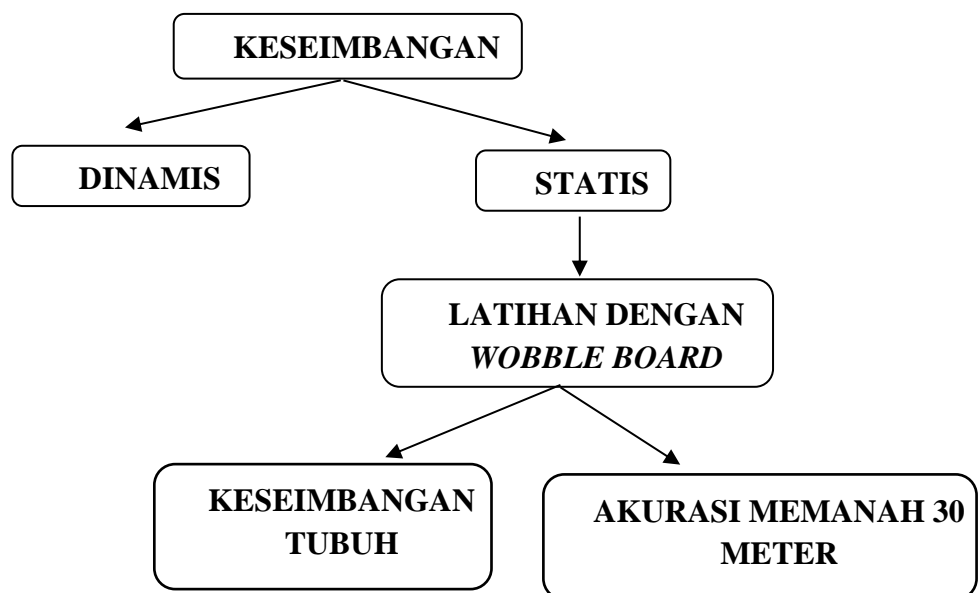 KESEIMBANGAN
DINAMIS
STATIS
LATIHAN DENGAN
WOBBLE BOARD
KESEIMBANGAN
TUBUH
AKURASI MEMANAH 30
METER